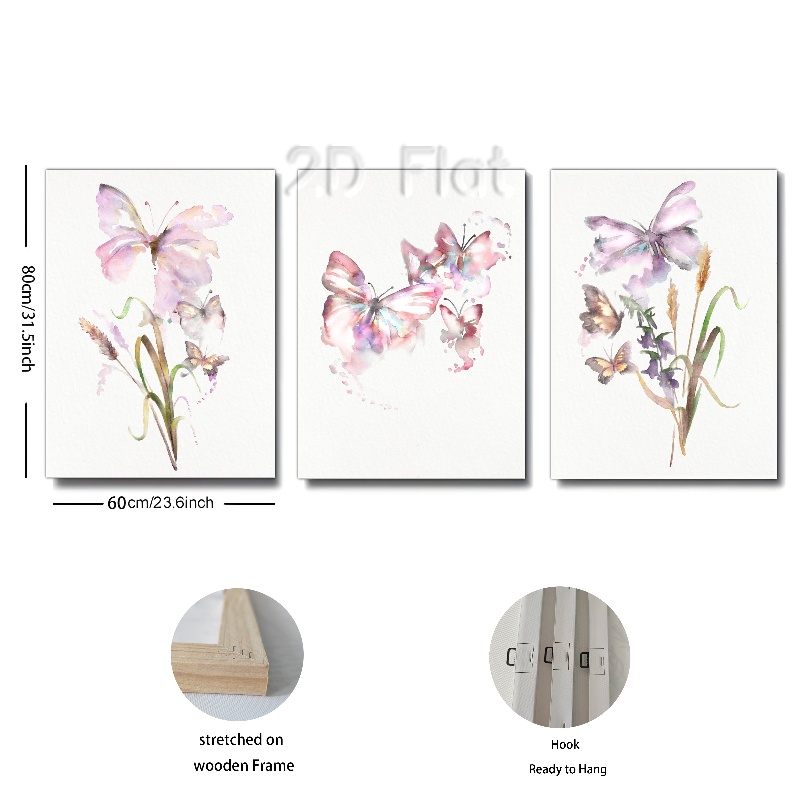 2D Flat
80cm/31.5inch
60cm/23.6inch
stretched on
wooden Frame
Hook
Ready to Hang